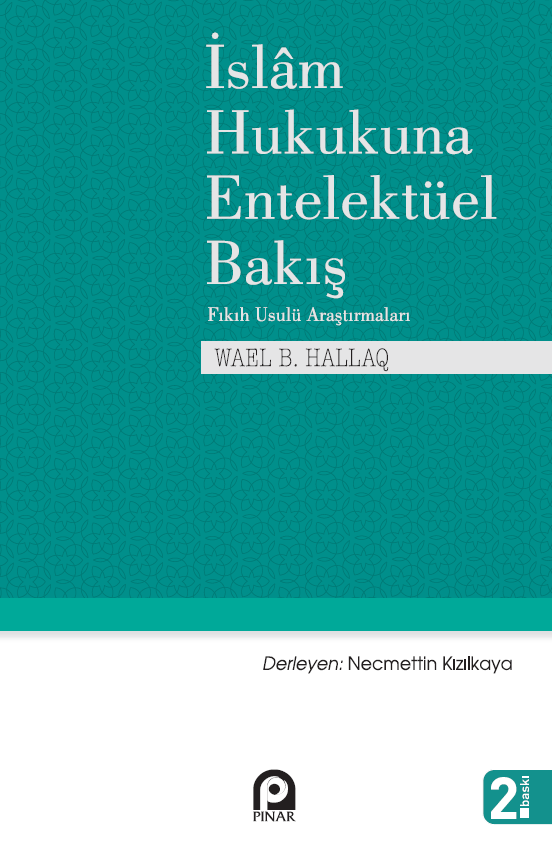 İslâm
Hukukuna
Entelektüel
Bakış
Fıkıh Usulü Araştırmaları
WAEL B. HALLAQ
Derleyen: Necmettin Kızılkaya
PINAR
2.baskı